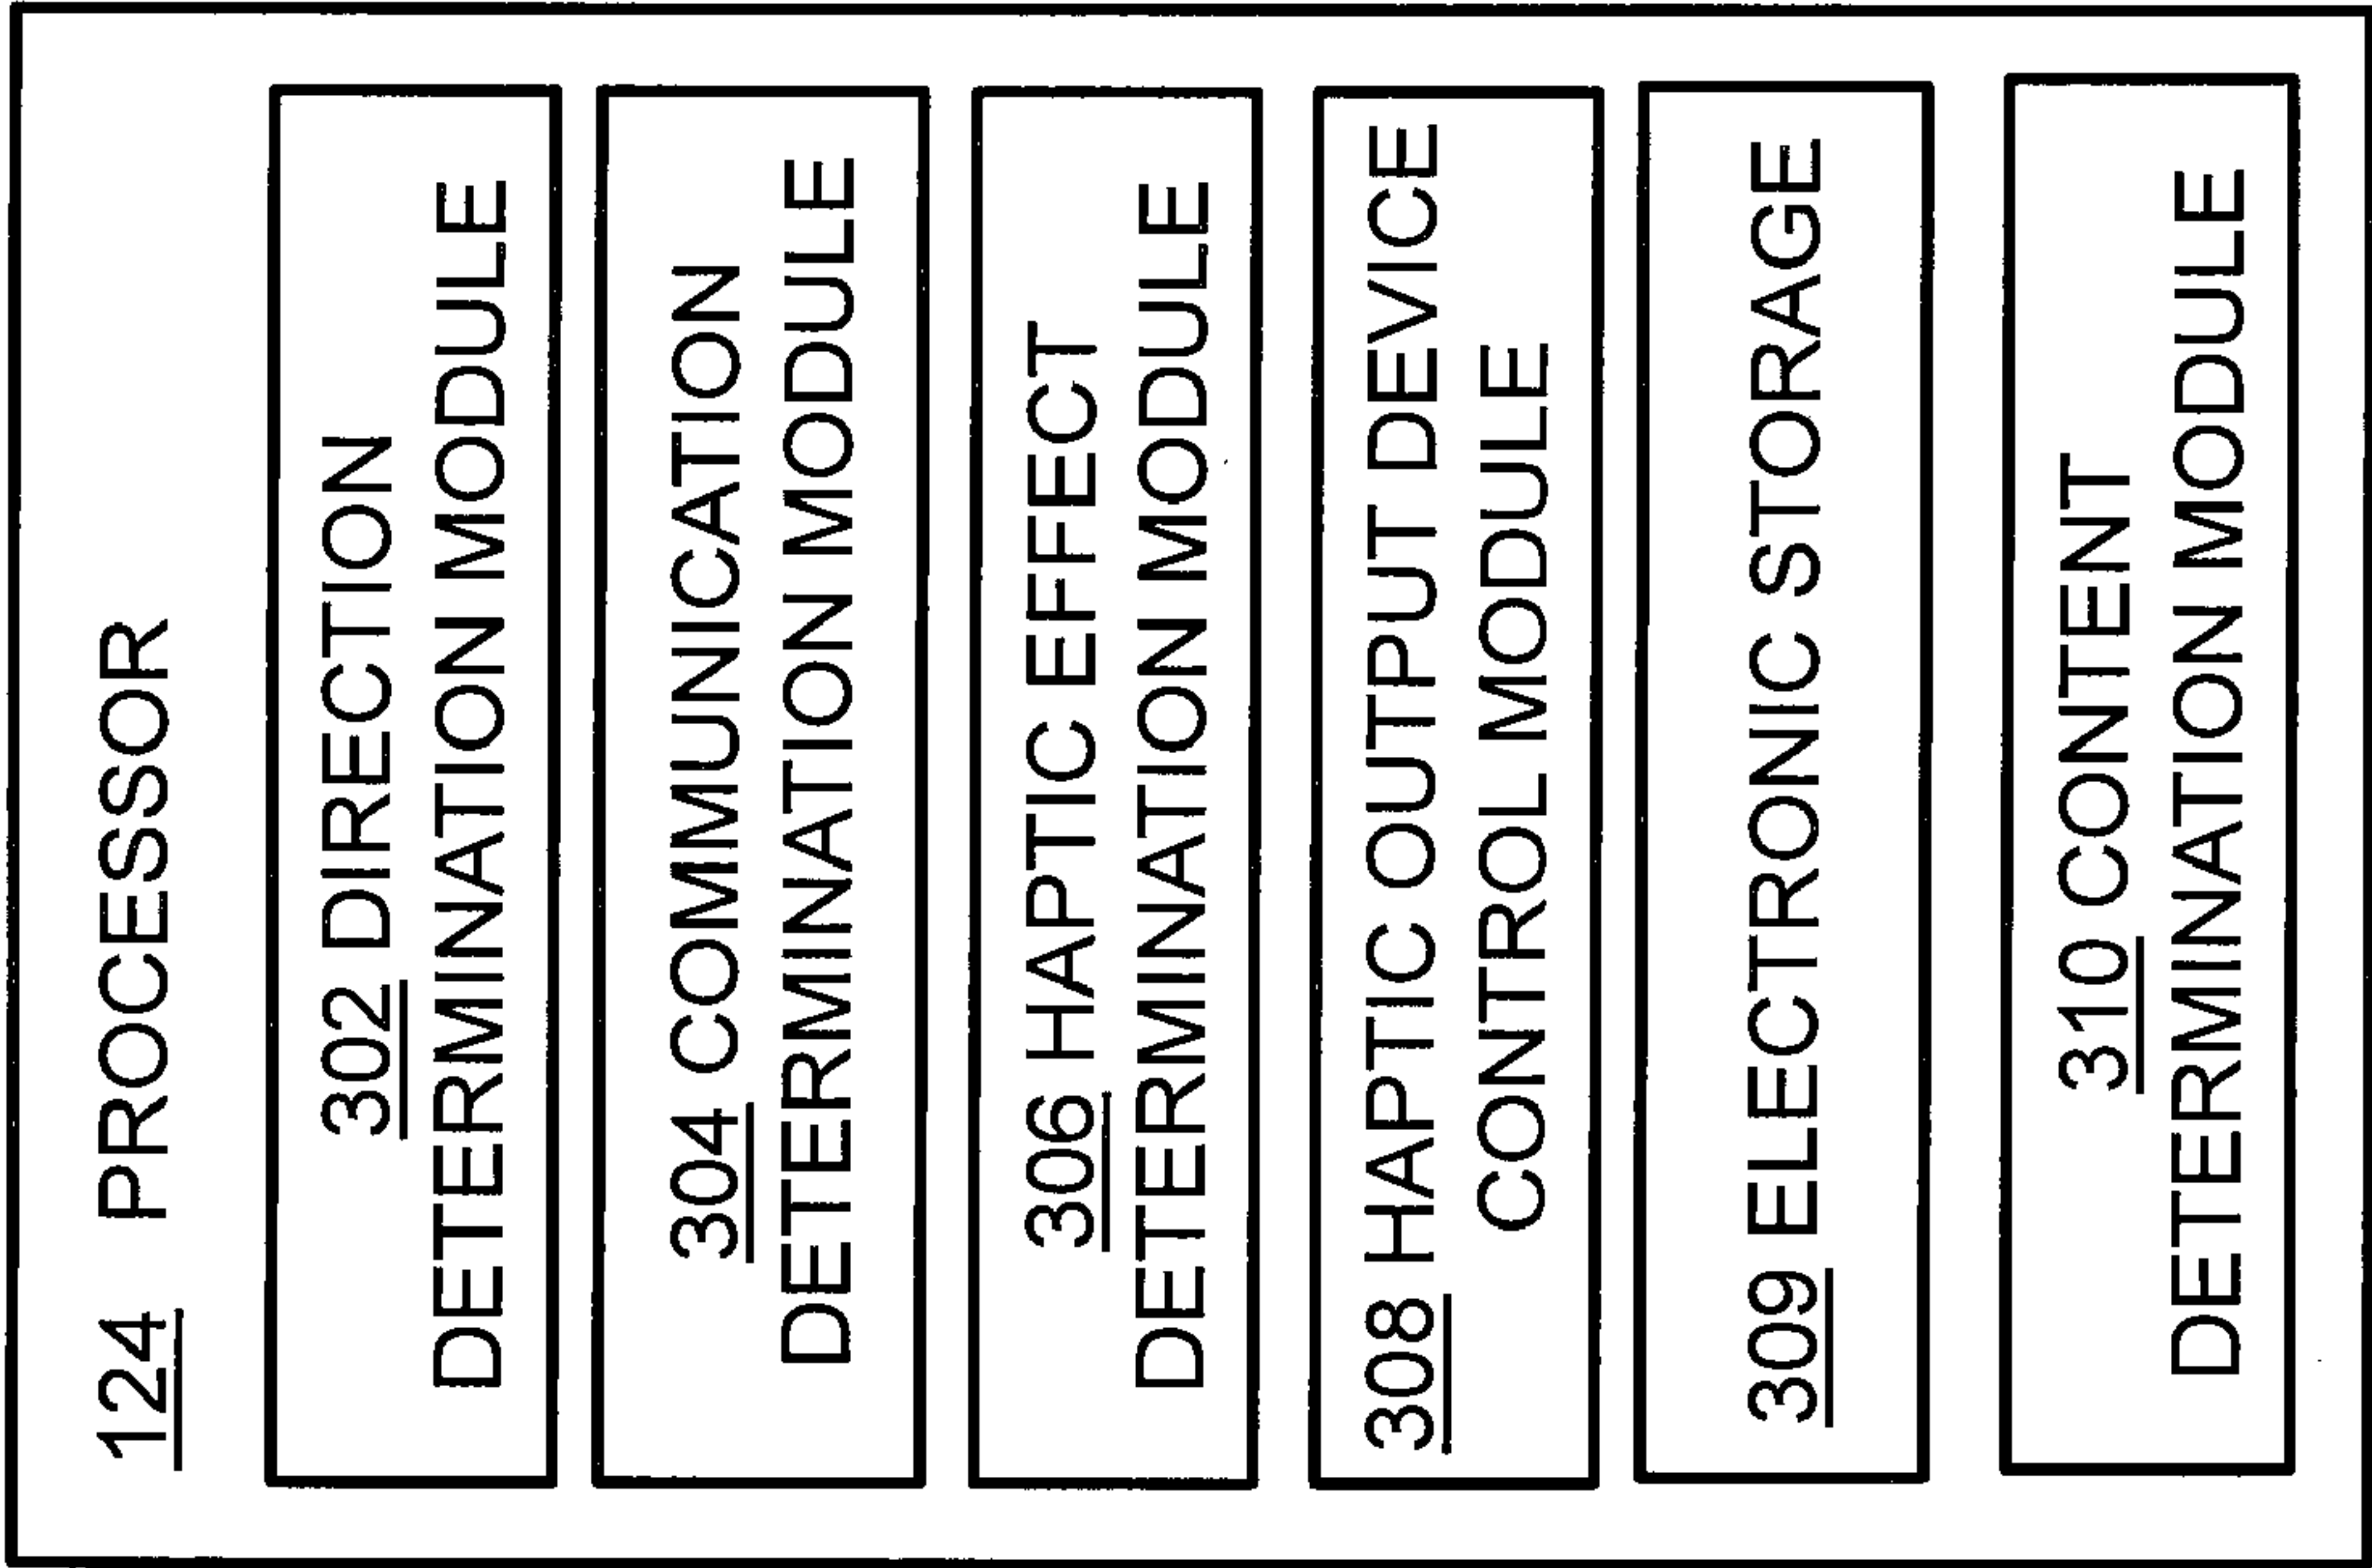 124 PROCESSOR
302 DIRECTION
DETERMINATION MODULE
304 COMMUNICATION
DETERMINATION MODULE
306 HAPTIC EFFECT
DETERMINATION MODULE
308 HAPTIC OUTPUT DEVICE
CONTROL MODULE
309 ELECTRONIC STORAGE
310 CONTENT
DETERMINATION MODULE